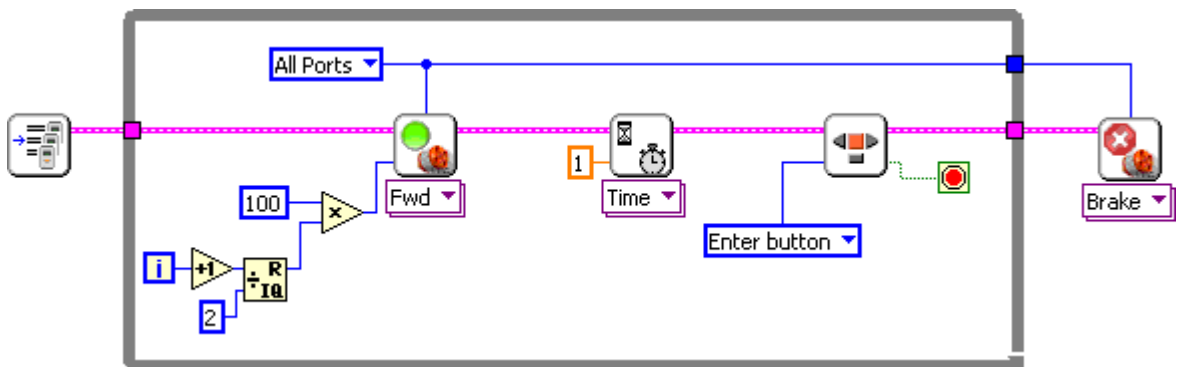 All Ports
1
100
×
Fwd
Time
Brake
Enter button
i
+1
÷ R
IQ
2